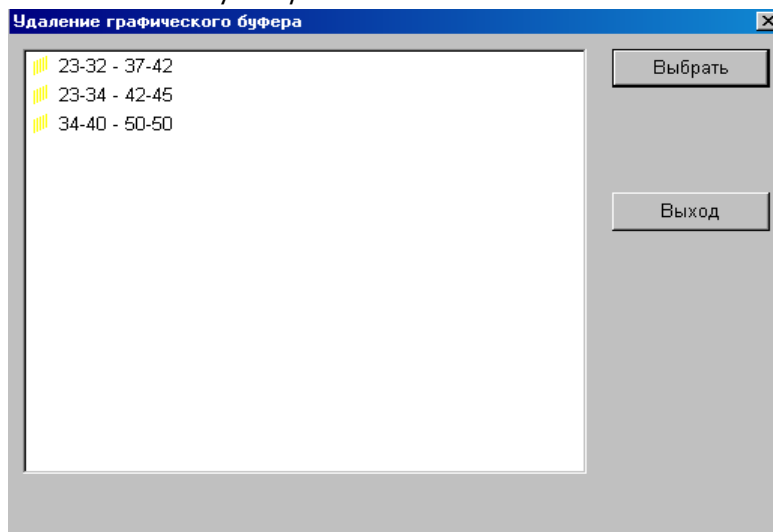 Удаление графического буфера
23-32 - 37-42
23-34 - 42-45
34-40 - 50-50
Выбрать
Выход